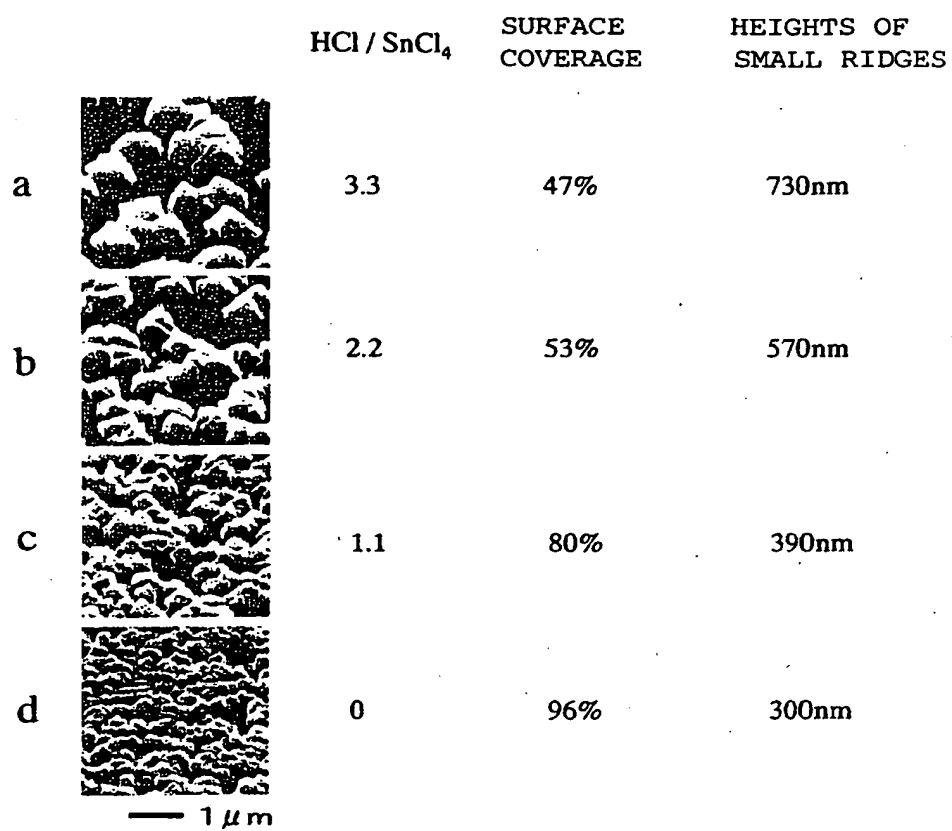 HCl / SnCl₄ SURFACE COVERAGE HEIGHTS OF SMALL RIDGES
a 3.3 47% 730nm
b 2.2 53% 570nm
c 1.1 80% 390nm
d 0 96% 300nm
1 μm